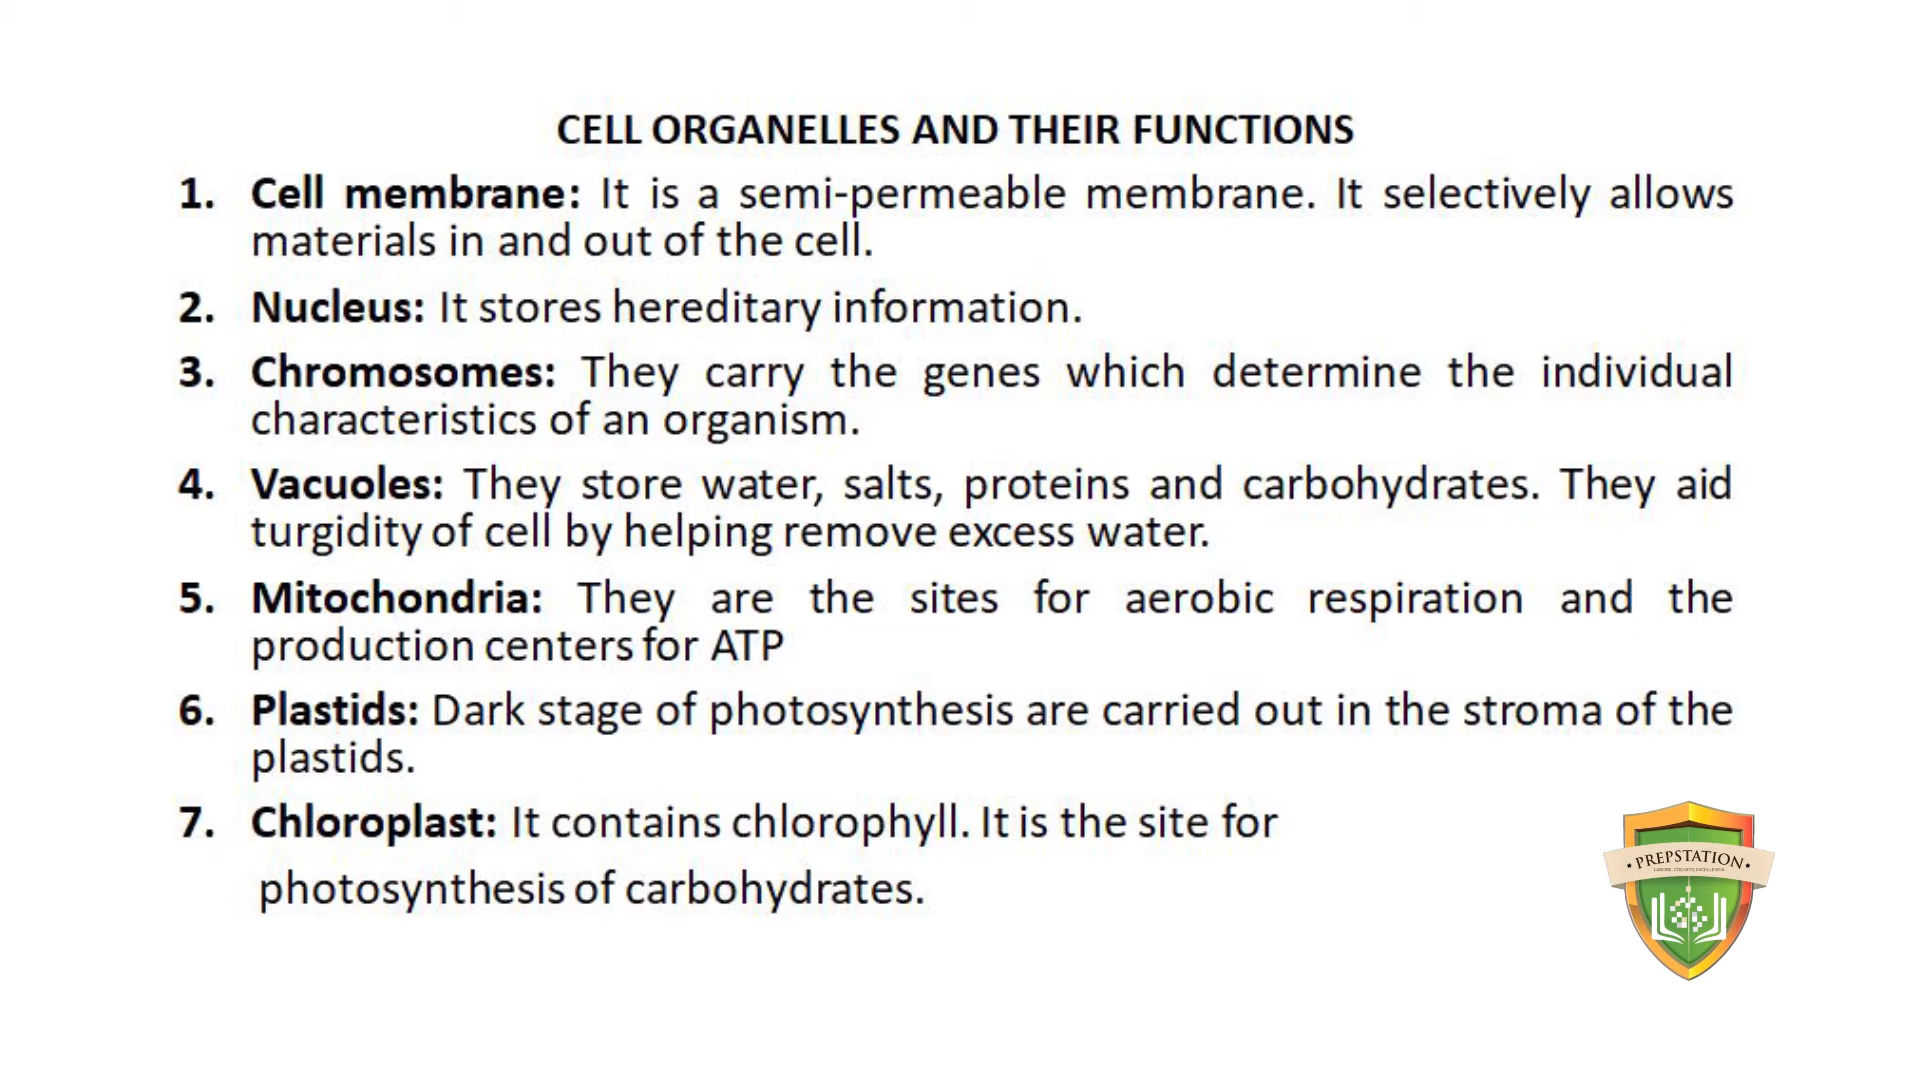 CELL ORGANELLES AND THEIR FUNCTIONS
1. Cell membrane: It is a semi-permeable membrane. It selectively allows
materials in and out of the cell.
2. Nucleus: It stores hereditary information.
3. Chromosomes: They carry the genes which determine the individual
characteristics of an organism.
4. Vacuoles: They store water, salts, proteins and carbohydrates. They aid
turgidity of cell by helping remove excess water.
5. Mitochondria: They are the sites for aerobic respiration and the
production centers for ATP
6. Plastids: Dark stage of photosynthesis are carried out in the stroma of the
plastids.
7. Chloroplast: It contains chlorophyll. It is the site for
photosynthesis of carbohydrates.
PREPSTATION